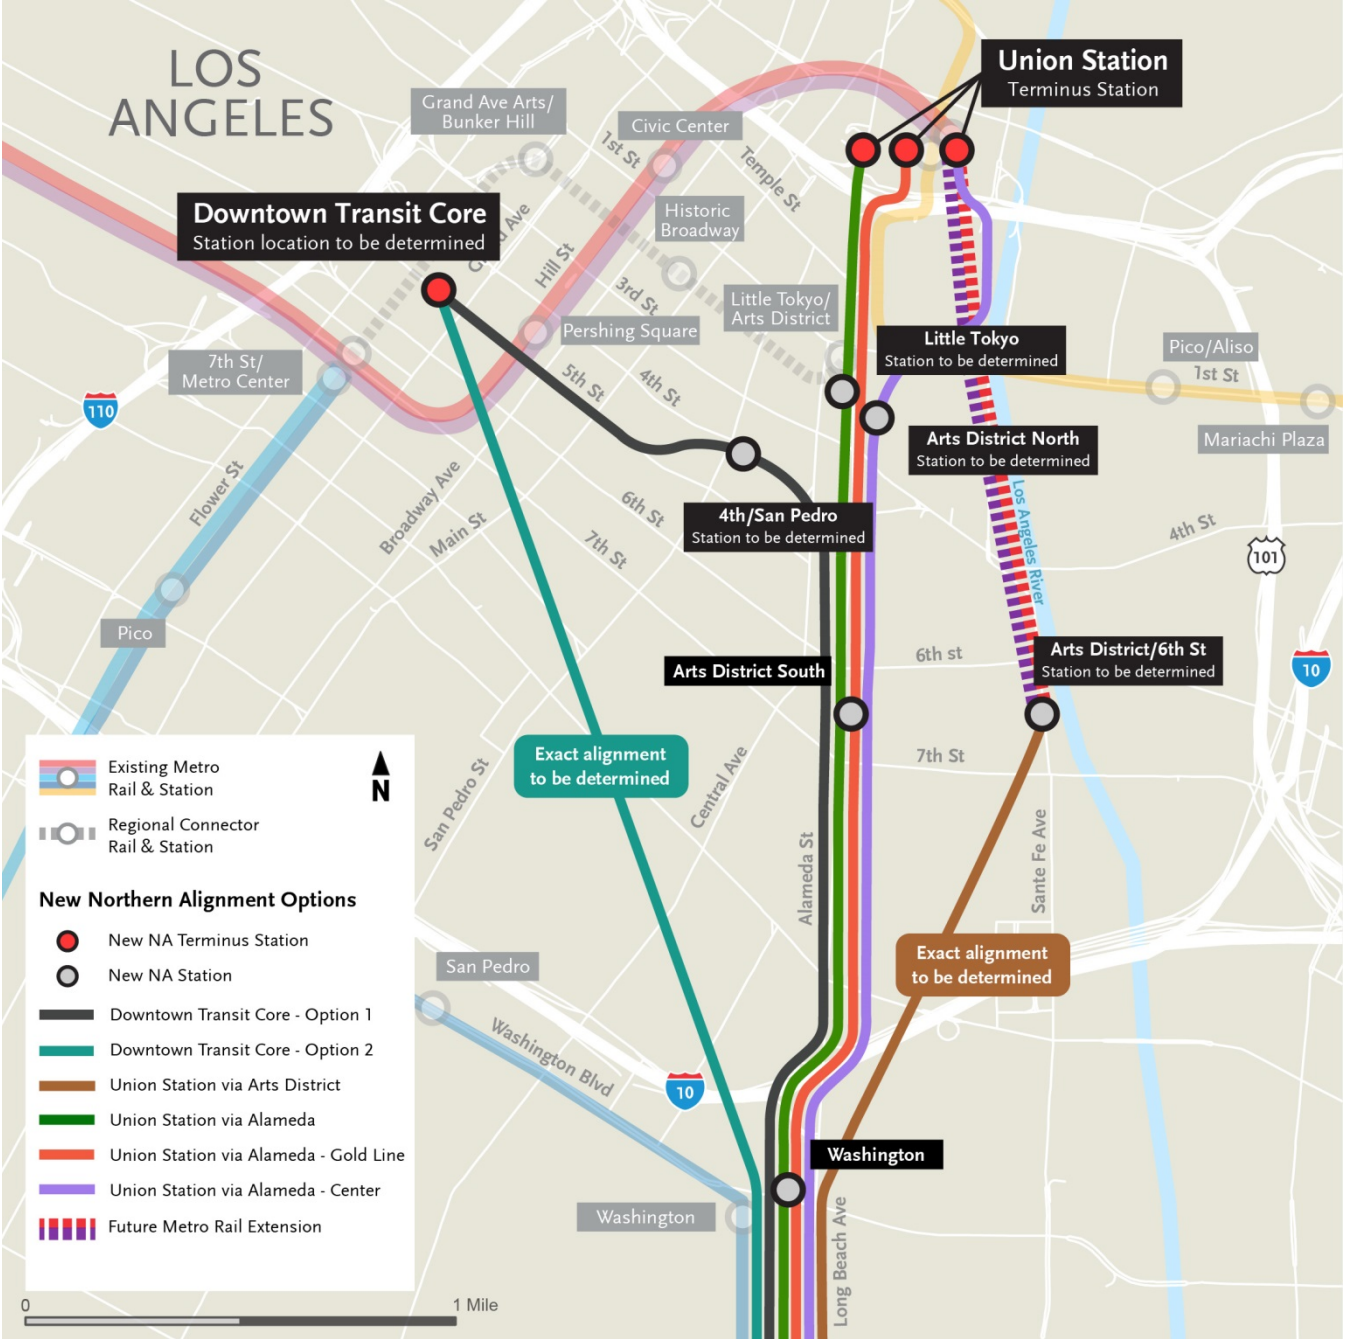 LOS
ANGELES
Union Station
Terminus Station
Grand Ave Arts/
Bunker Hill
Civic Center
1st St
Temple St
Historic
Broadway
Downtown Transit Core
Station location to be determined
Ave
Hill St
3rd St
Little Tokyo/
Arts District
Pershing Square
Little Tokyo
Station to be determined
Pico/Aliso
1st St
7th St/
Metro Center
110
5th St
4th St
Mariachi Plaza
Arts District North
Station to be determined
Flower St
Broadway Ave
Main St
6th St
7th St
4th/San Pedro
Station to be determined
Los Angeles River
4th St
101
Pico
6th st
Arts District/6th St
Station to be determined
10
Arts District South
Exact alignment
to be determined
7th St
San Pedro St
Central Ave
Alameda St
Sante Fe Ave
Existing Metro
Rail & Station
N
Regional Connector
Rail & Station
New Northern Alignment Options
New NA Terminus Station
New NA Station
Downtown Transit Core - Option 1
Downtown Transit Core - Option 2
Union Station via Arts District
Union Station via Alameda
Union Station via Alameda - Gold Line
Union Station via Alameda - Center
Future Metro Rail Extension
San Pedro
Exact alignment
to be determined
Washington Blvd
10
Washington
Washington
Long Beach Ave
0
1 Mile